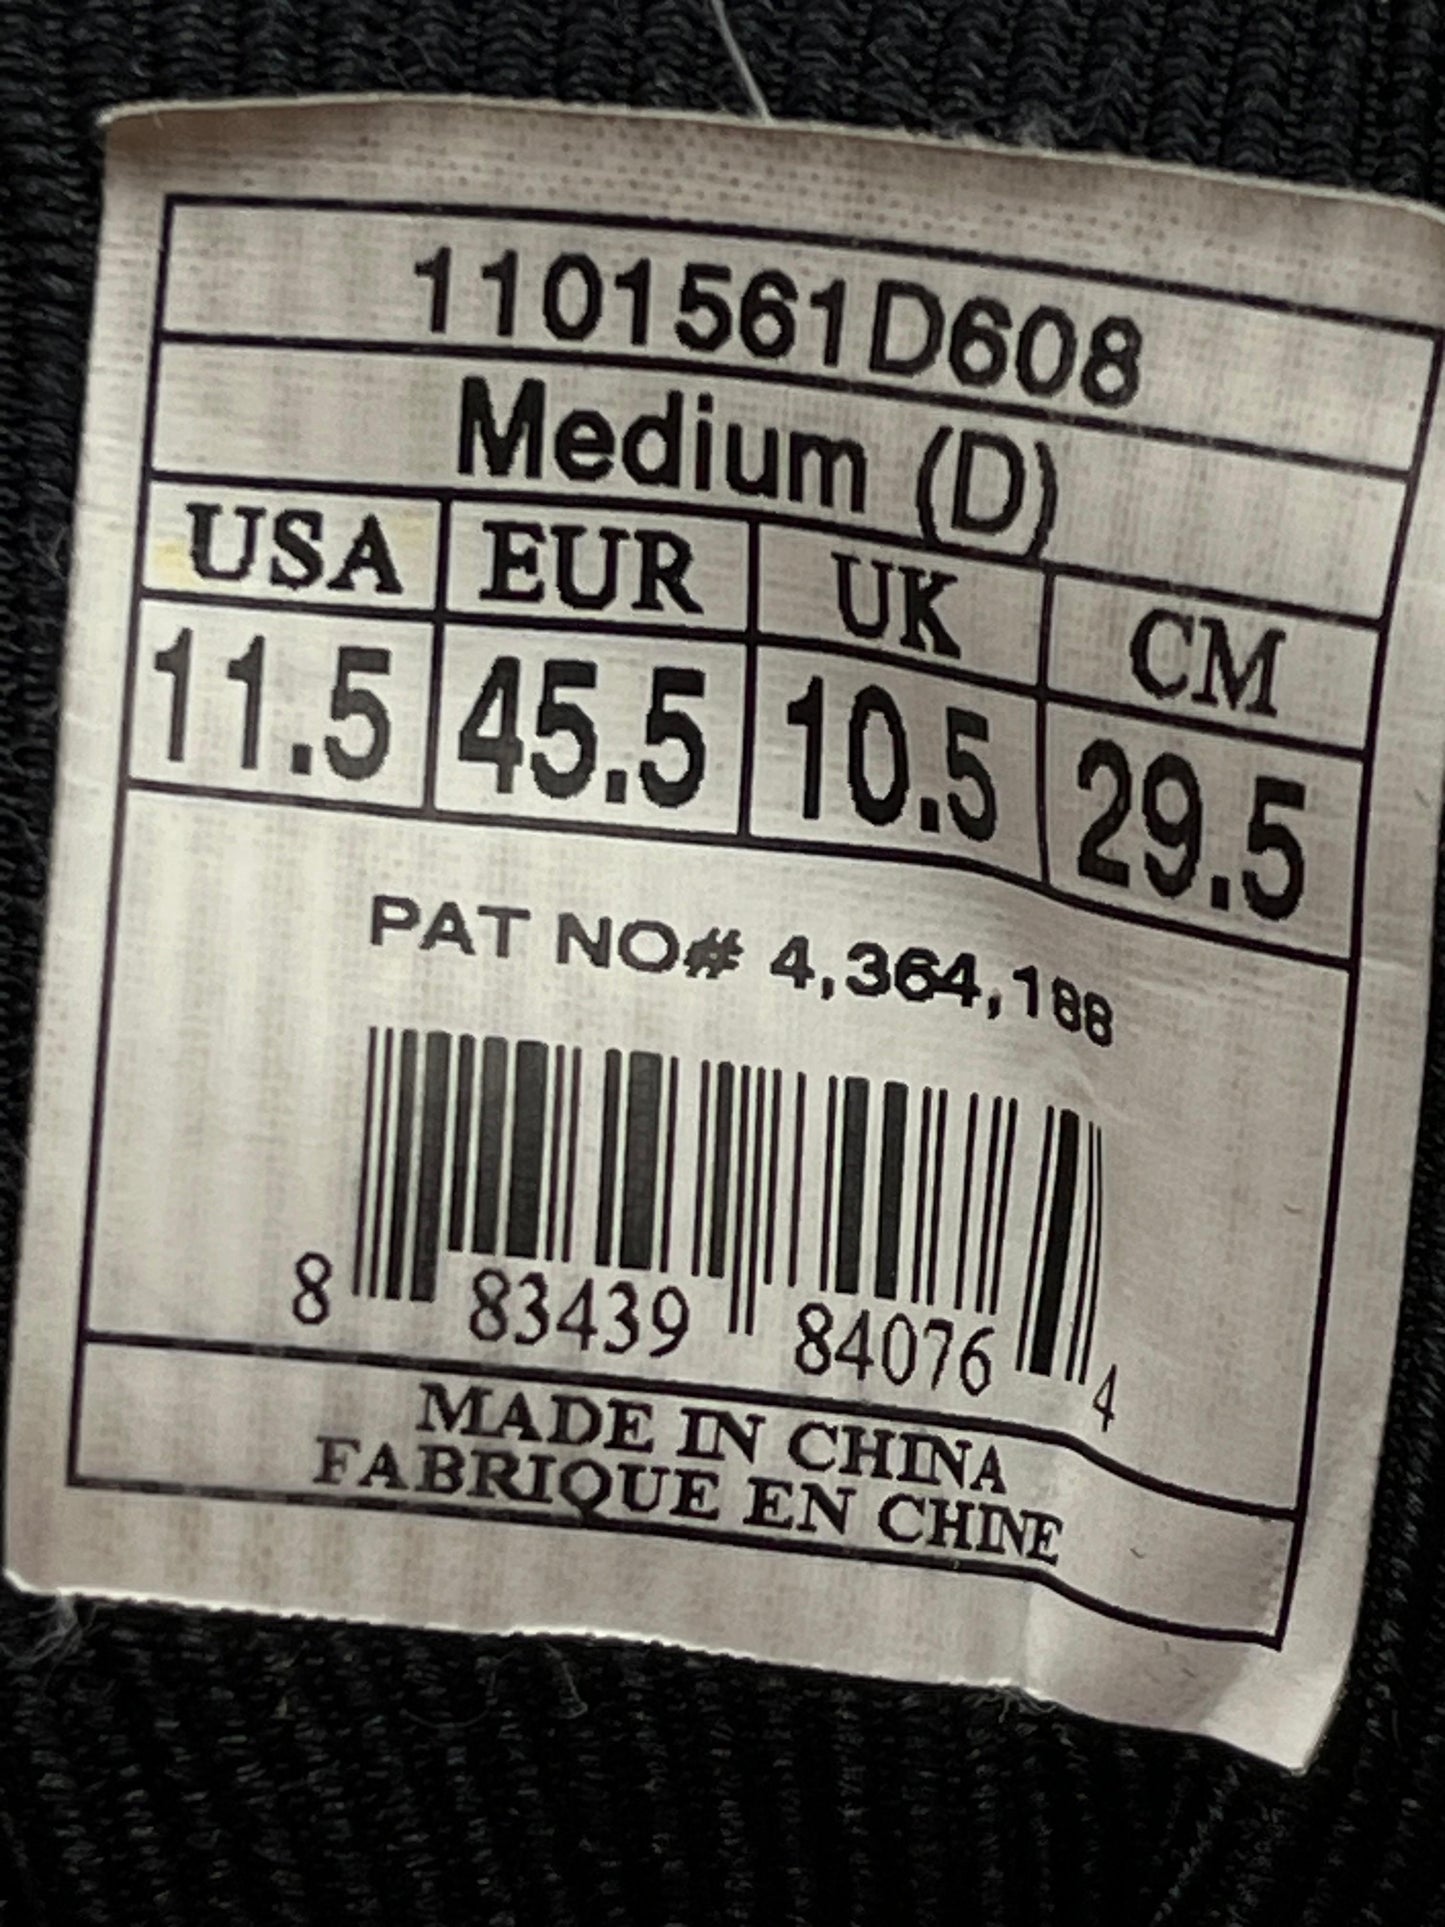 1101561D608
Medium (D)
USA EUR UK CM
11.5 45.5 10.5 29.5
PAT NO# 4,364,188
8 83439 84076 4
MADE IN CHINA
FABRIQUE EN CHINE